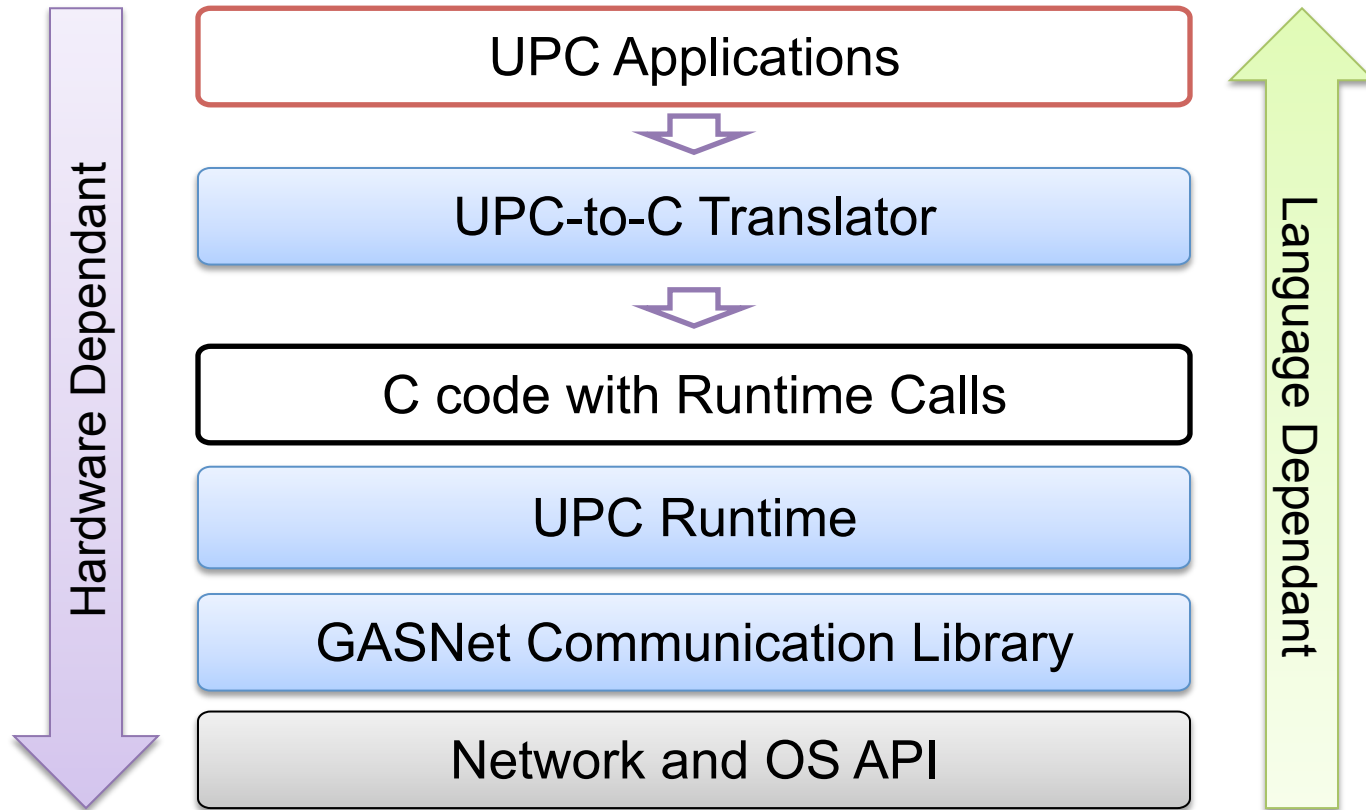 UPC Applications
UPC-to-C Translator
C code with Runtime Calls
UPC Runtime
GASNet Communication Library
Network and OS API
Hardware Dependant
Language Dependant